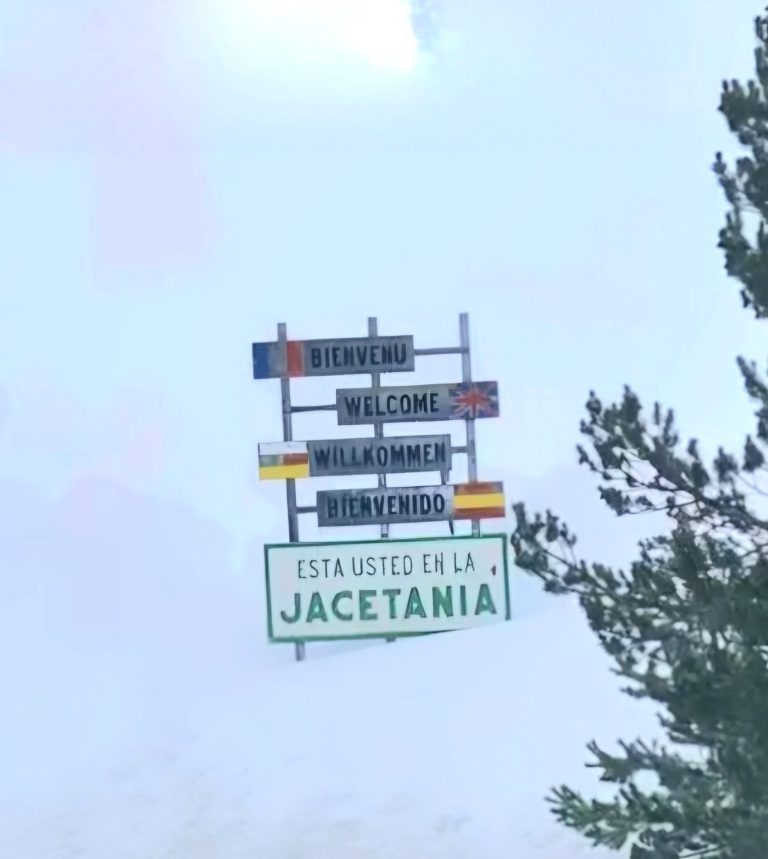 BIENVENU
WELCOME
WILLKOMMEN
BIENVENIDO
ESTA USTED EN LA
JACETANIA